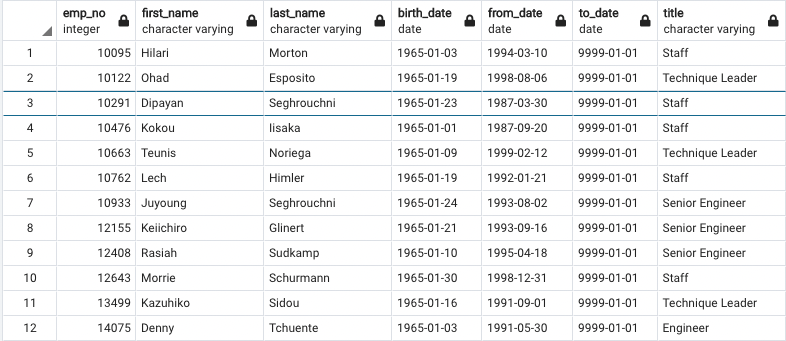 emp_no integer first_name character varying last_name character varying birth_date date from_date date to_date date title character varying
1 10095 Hilari Morton 1965-01-03 1994-03-10 9999-01-01 Staff
2 10122 Ohad Esposito 1965-01-19 1998-08-06 9999-01-01 Technique Leader
3 10291 Dipayan Seghrouchni 1965-01-23 1987-03-30 9999-01-01 Staff
4 10476 Kokou Iisaka 1965-01-01 1987-09-20 9999-01-01 Staff
5 10663 Teunis Noriega 1965-01-09 1999-02-12 9999-01-01 Technique Leader
6 10762 Lech Himler 1965-01-19 1992-01-21 9999-01-01 Staff
7 10933 Juyoung Seghrouchni 1965-01-24 1993-08-02 9999-01-01 Senior Engineer
8 12155 Keiichiro Glinert 1965-01-21 1993-09-16 9999-01-01 Senior Engineer
9 12408 Rasiah Sudkamp 1965-01-10 1995-04-18 9999-01-01 Senior Engineer
10 12643 Morrie Schurmann 1965-01-30 1998-12-31 9999-01-01 Staff
11 13499 Kazuhiko Sidou 1965-01-16 1991-09-01 9999-01-01 Technique Leader
12 14075 Denny Tchuente 1965-01-03 1991-05-30 9999-01-01 Engineer